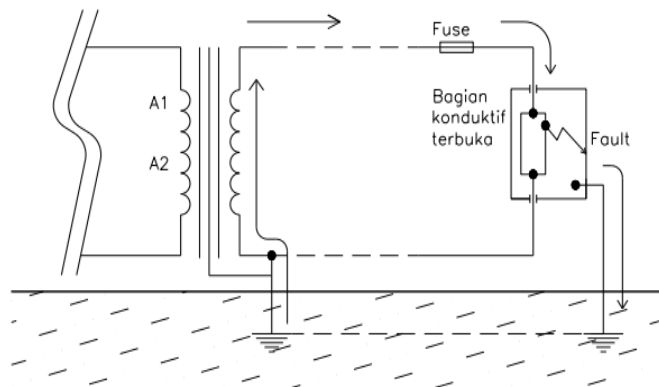 Fuse
A1
A2
Bagian
konduktif
terbuka
Fault